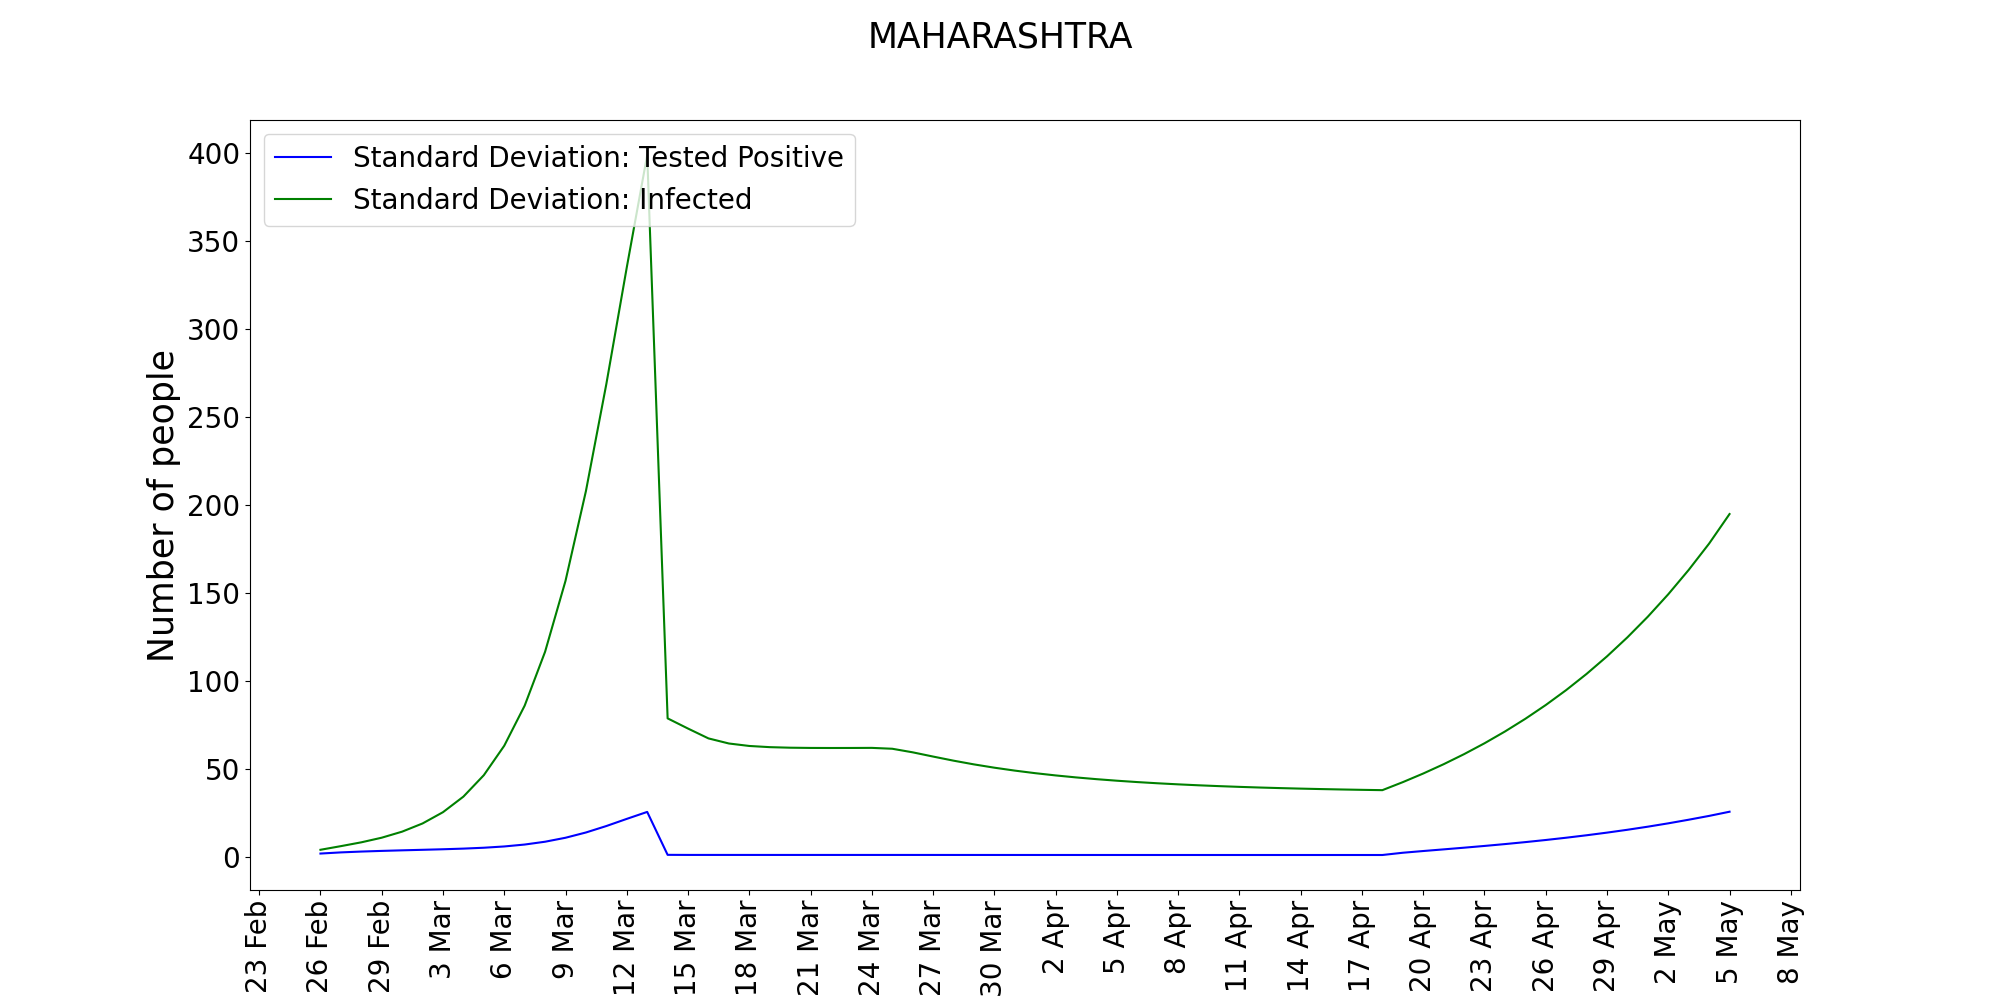 MAHARASHTRA
Standard Deviation: Tested Positive
Standard Deviation: Infected
Number of people
400
350
300
250
200
150
100
50
0
23 Feb
26 Feb
29 Feb
3 Mar
6 Mar
9 Mar
12 Mar
15 Mar
18 Mar
21 Mar
24 Mar
27 Mar
30 Mar
2 Apr
5 Apr
8 Apr
11 Apr
14 Apr
17 Apr
20 Apr
23 Apr
26 Apr
29 Apr
2 May
5 May
8 May